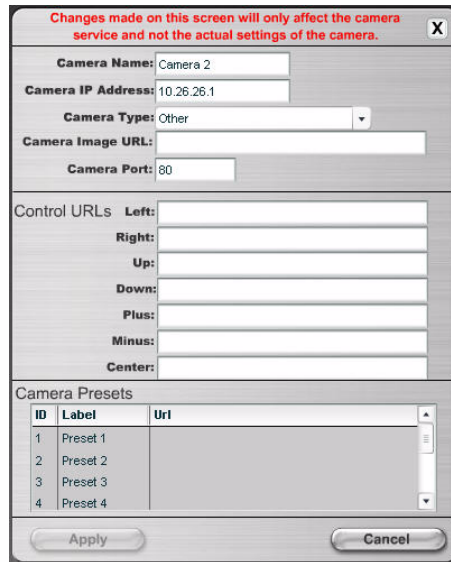 Changes made on this screen will only affect the camera
service and not the actual settings of the camera.
X
Camera Name: Camera 2
Camera IP Address: 10.26.26.1
Camera Type: Other
Camera Image URL:
Camera Port: 80
Control URLs Left:
Right:
Up:
Down:
Plus:
Minus:
Center:
Camera Presets
ID Label Url
1 Preset 1
2 Preset 2
3 Preset 3
4 Preset 4
Apply Cancel